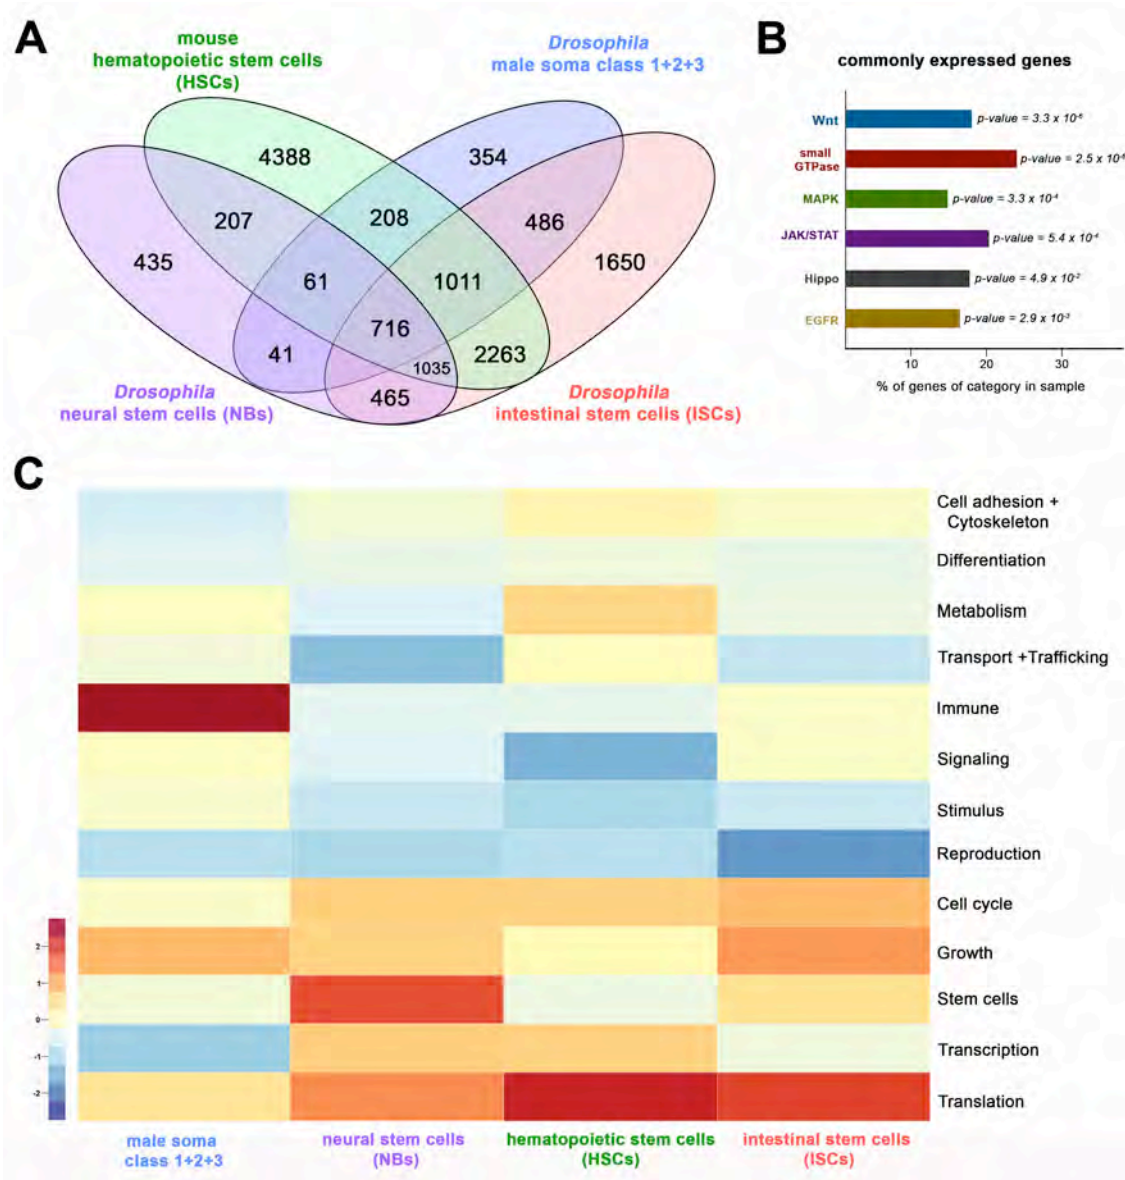 A
mouse
hematopoietic stem cells
(HSCs)
Drosophila
male soma class 1+2+3
4388
354
207
208
486
435
61
1011
1650
716
41
1035
2263
465
Drosophila
neural stem cells (NBs)
Drosophila
intestinal stem cells (ISCs)
B
commonly expressed genes
Wnt
p-value = 3.3 x 10-6
small
GTPase
p-value = 2.5 x 10-6
MAPK
p-value = 3.3 x 10-4
JAK/STAT
p-value = 5.4 x 10-4
Hippo
p-value = 4.9 x 10-2
EGFR
p-value = 2.9 x 10-3
10 20 30
% of genes of category in sample
C
Cell adhesion +
Cytoskeleton
Differentiation
Metabolism
Transport +Trafficking
Immune
Signaling
Stimulus
Reproduction
Cell cycle
Growth
Stem cells
Transcription
Translation
2
1
0
-1
-2
male soma
class 1+2+3
neural stem cells
(NBs)
hematopoietic stem cells
(HSCs)
intestinal stem cells
(ISCs)